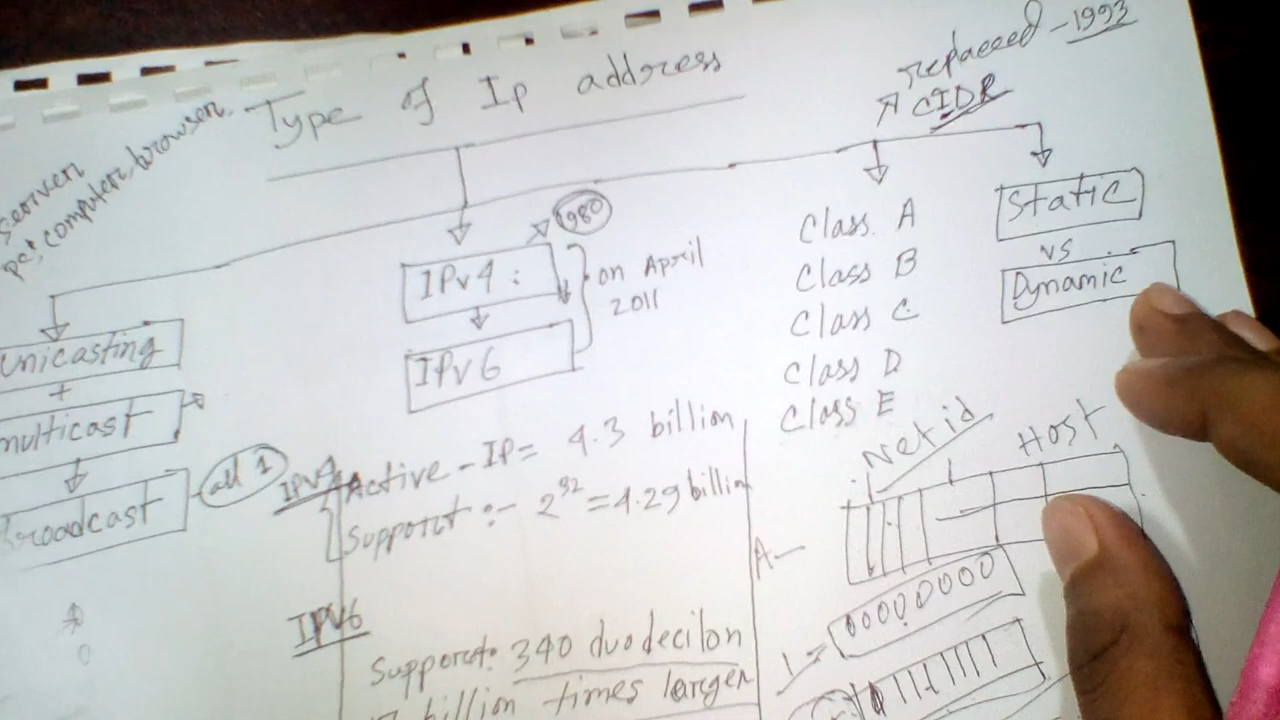 Type of Ip address
replaced - 1993
CIDR
server
pc, computer, browser
1980
IPv4 :
on April
2011
IPv6
Unicasting
+
multicast
Broadcast
all 1
Class A
Class B
Class C
Class D
Class E
Static
vs
Dynamic
IPv4
Active - IP = 4.3 billion
Support :- 2^32 = 4.29 billion
IPv6
Support: 340 duodecilon
billion times larger
Net id
Host
A-
00000000